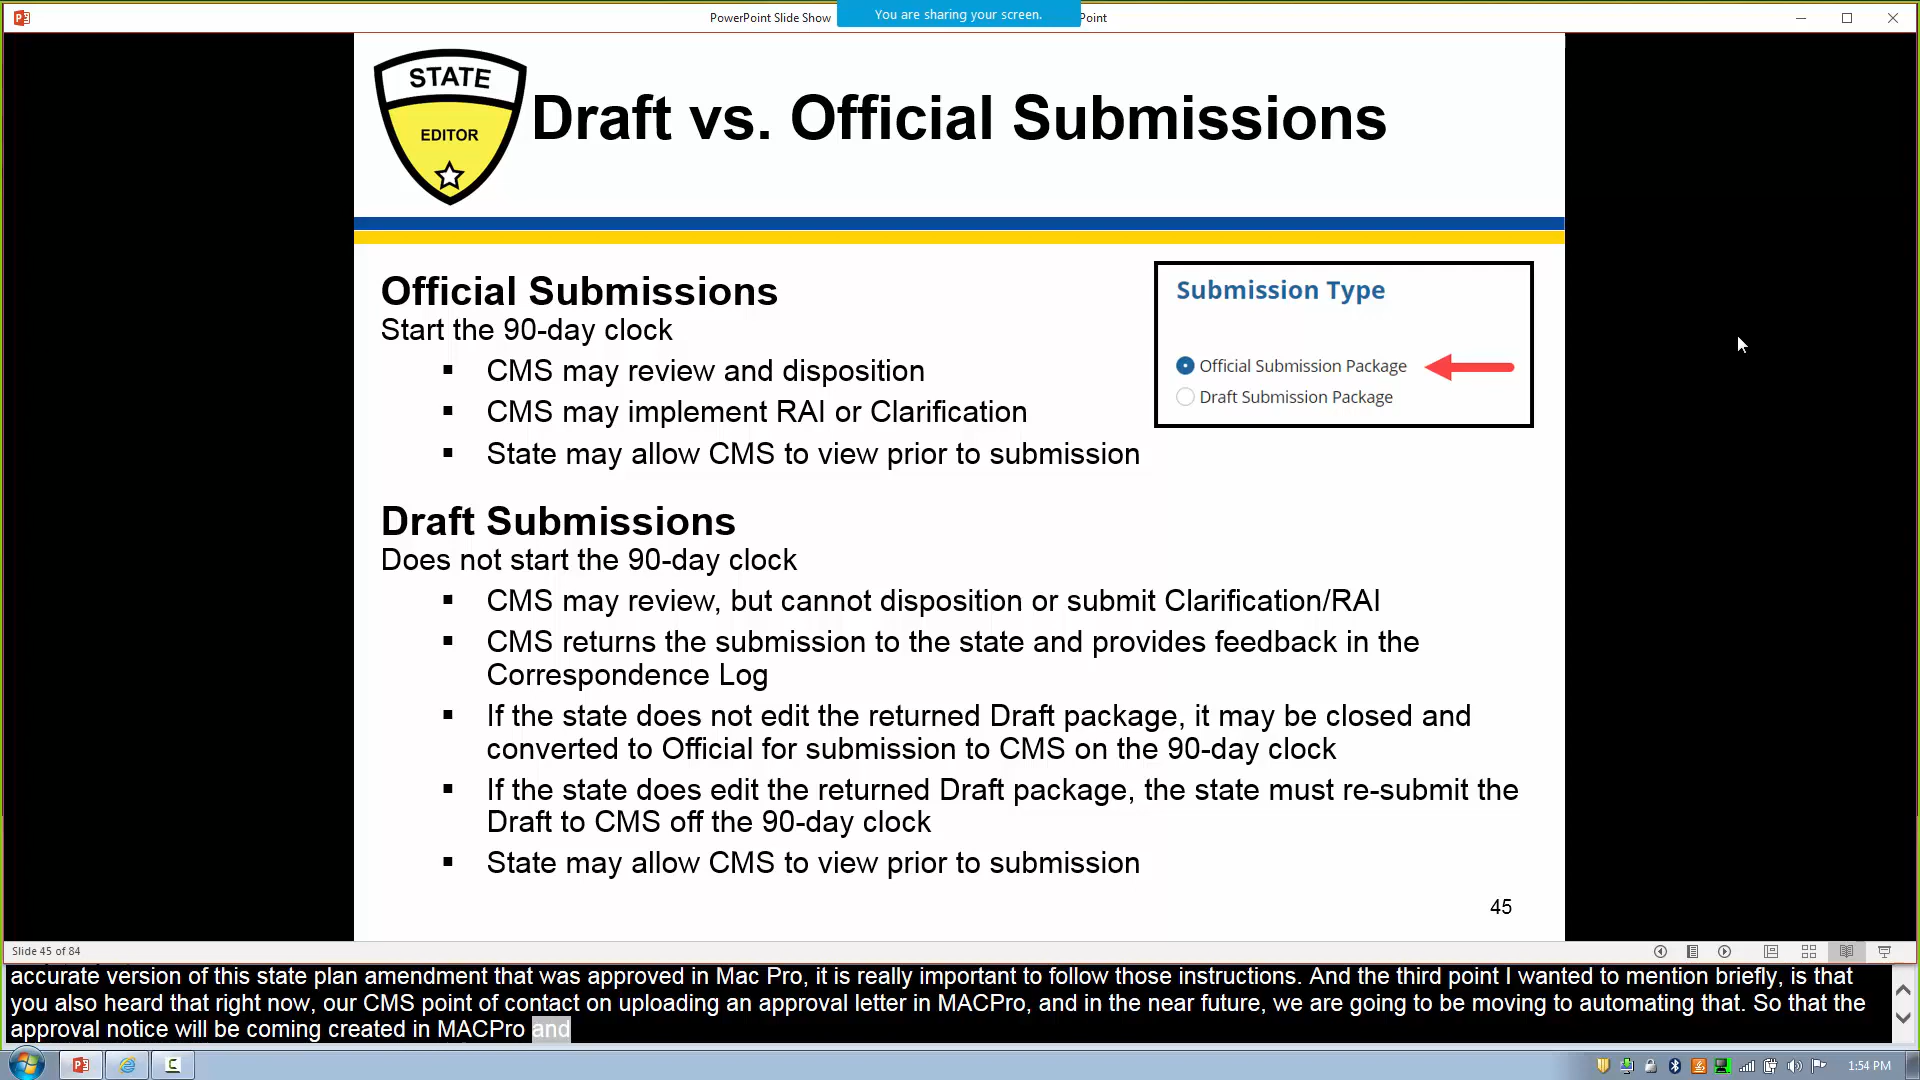 PowerPoint Slide Show
You are sharing your screen.
Point
STATE
EDITOR
Draft vs. Official Submissions
Official Submissions
Start the 90-day clock
▪ CMS may review and disposition
▪ CMS may implement RAI or Clarification
▪ State may allow CMS to view prior to submission
Submission Type
Official Submission Package
Draft Submission Package
Draft Submissions
Does not start the 90-day clock
▪ CMS may review, but cannot disposition or submit Clarification/RAI
▪ CMS returns the submission to the state and provides feedback in the
Correspondence Log
▪ If the state does not edit the returned Draft package, it may be closed and
converted to Official for submission to CMS on the 90-day clock
▪ If the state does edit the returned Draft package, the state must re-submit the
Draft to CMS off the 90-day clock
▪ State may allow CMS to view prior to submission
45
Slide 45 of 84
accurate version of this state plan amendment that was approved in Mac Pro, it is really important to follow those instructions. And the third point I wanted to mention briefly, is that
you also heard that right now, our CMS point of contact on uploading an approval letter in MACPro, and in the near future, we are going to be moving to automating that. So that the
approval notice will be coming created in MACPro and
1:54 PM